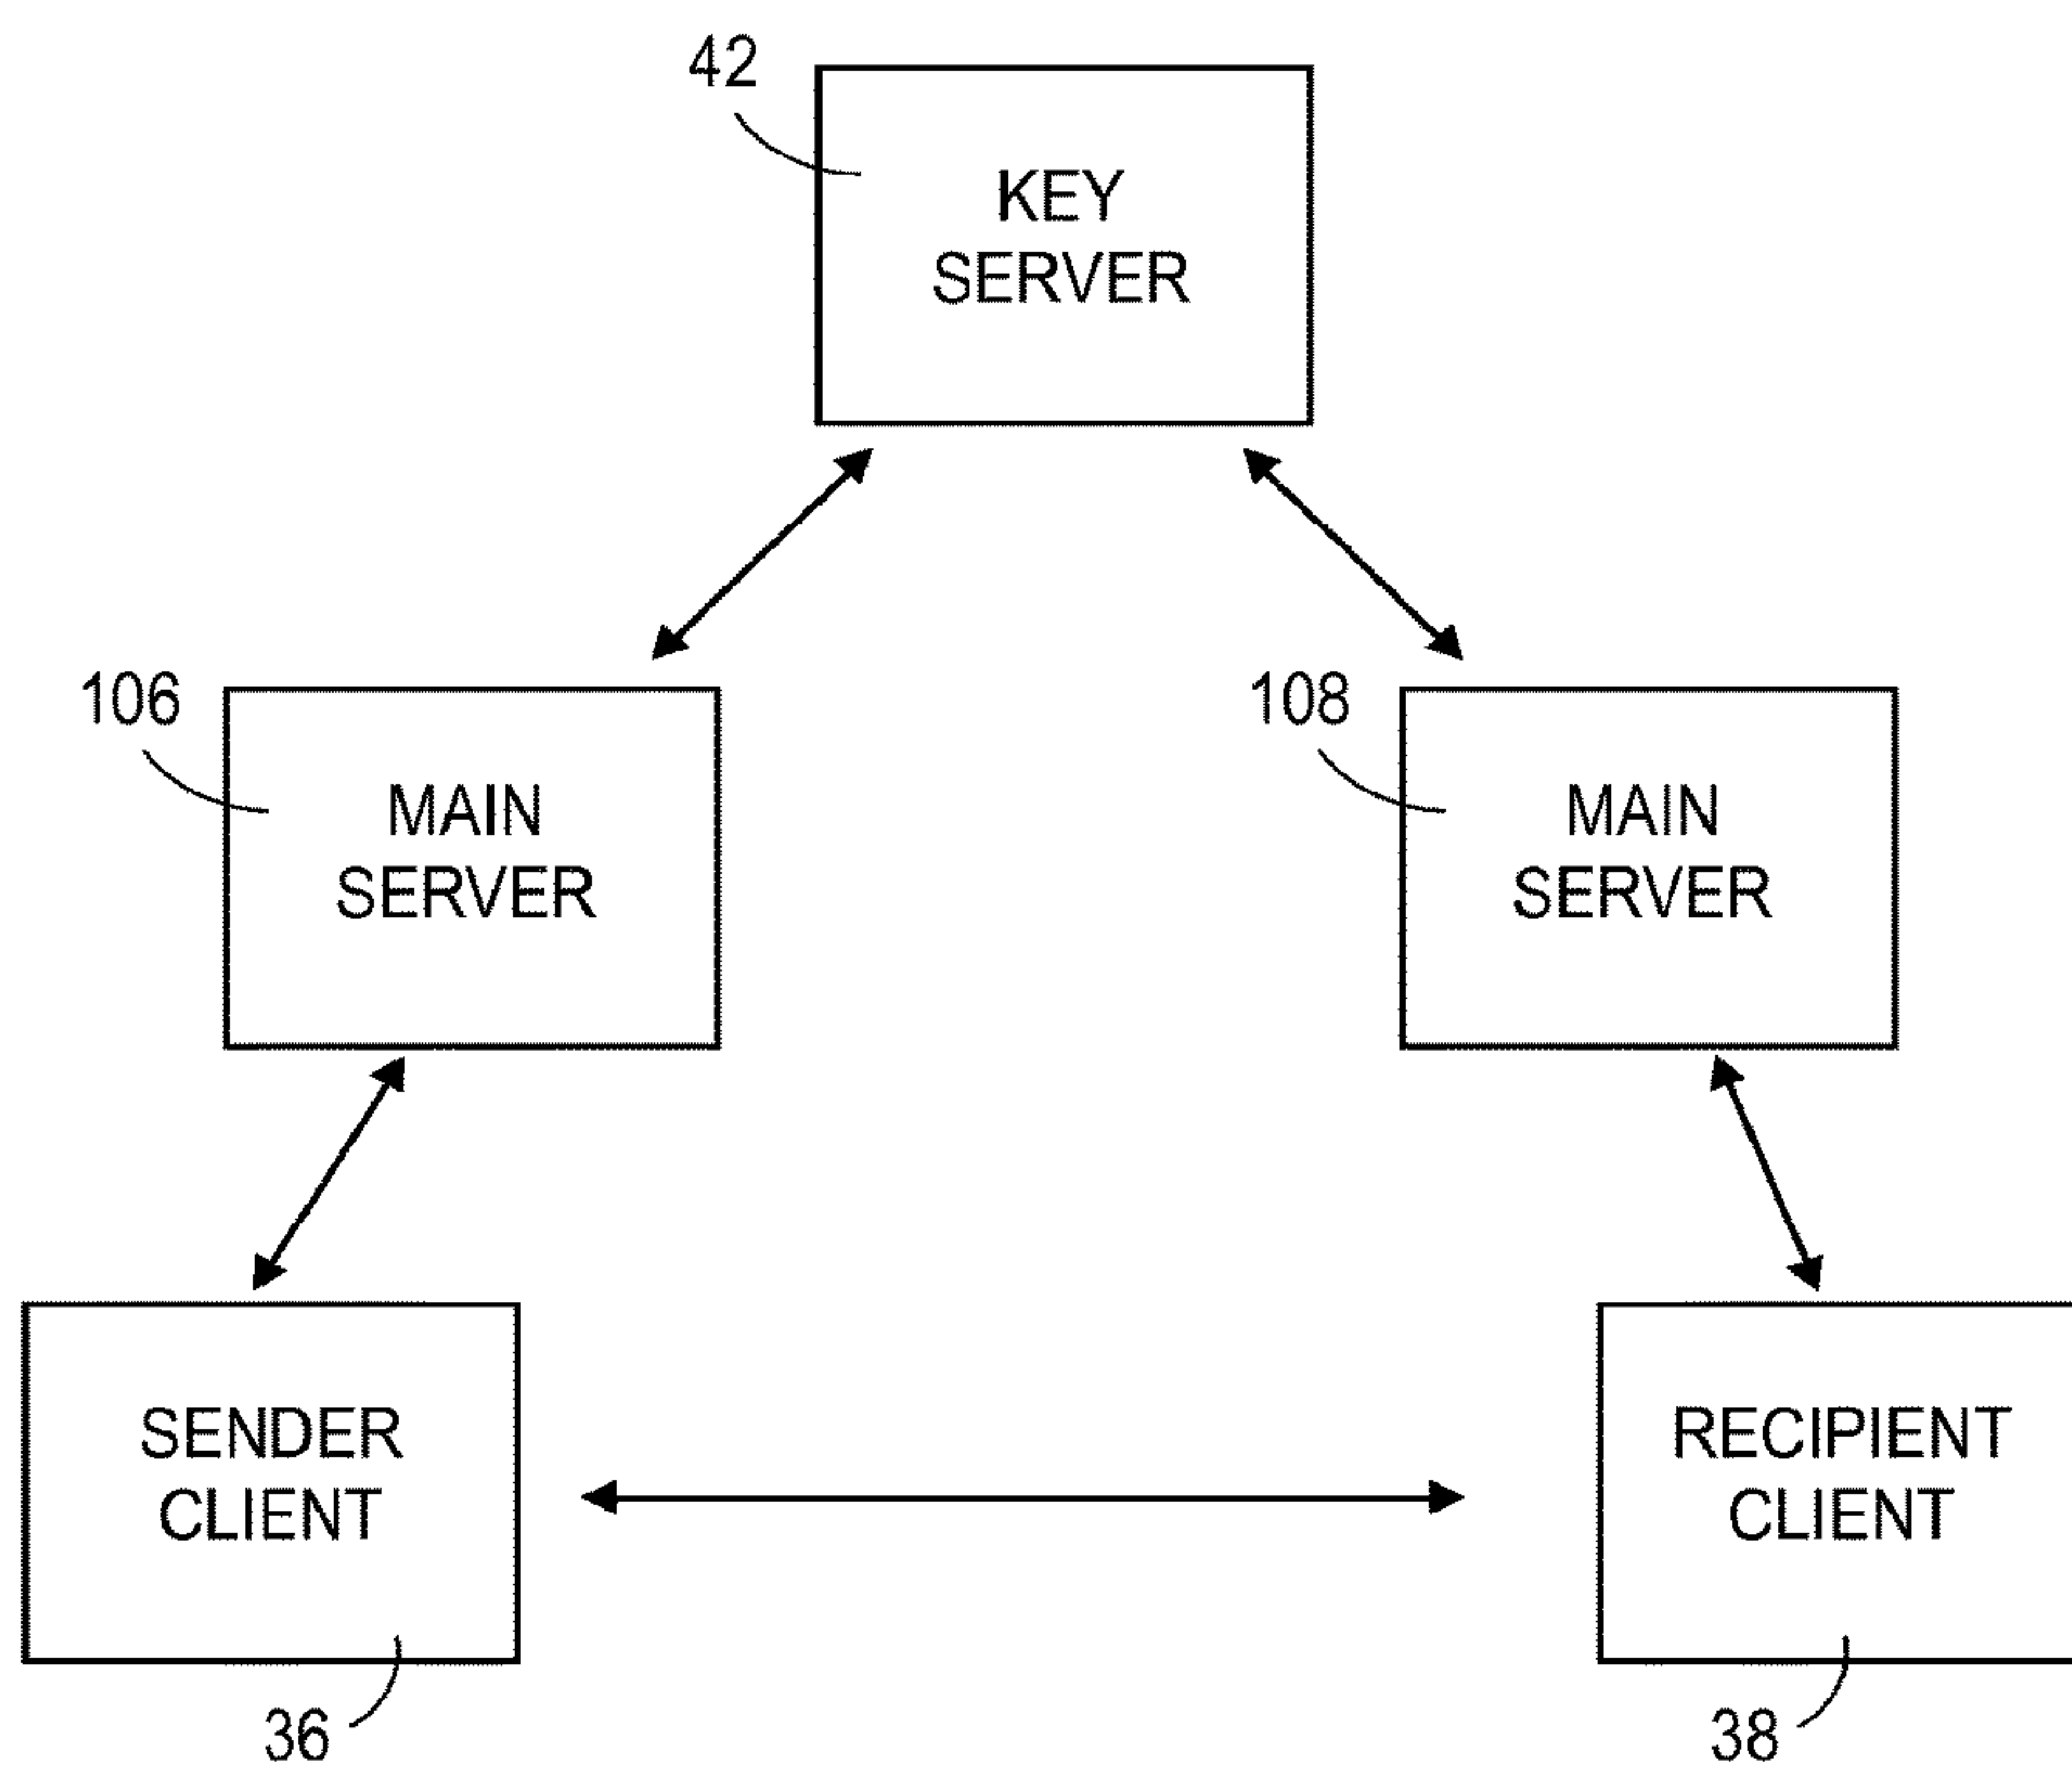 42
KEY
SERVER
106
MAIN
SERVER
108
MAIN
SERVER
SENDER
CLIENT
36
RECIPIENT
CLIENT
38